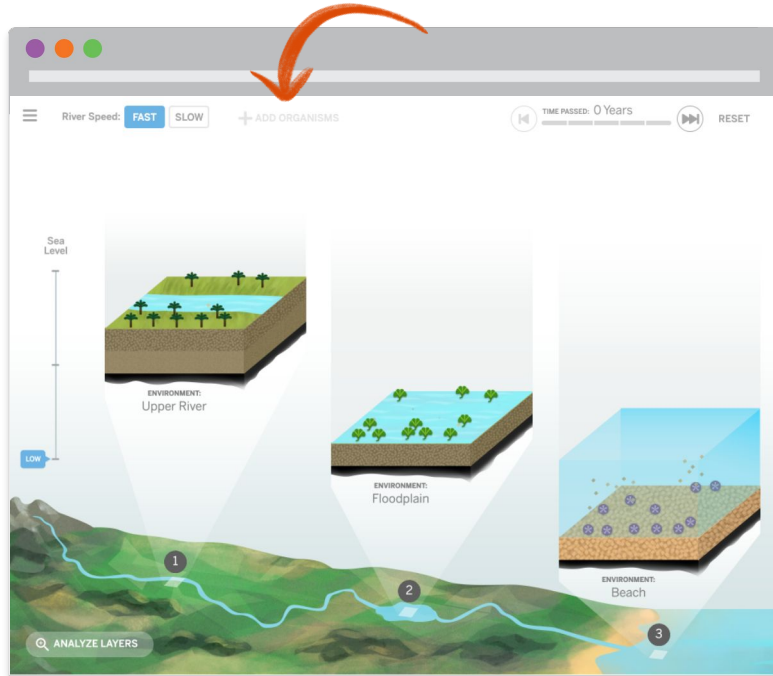 River Speed: FAST SLOW + ADD ORGANISMS TIME PASSED: 0 Years RESET
Sea
Level
LOW
ENVIRONMENT:
Upper River
ENVIRONMENT:
Floodplain
ENVIRONMENT:
Beach
1
2
3
ANALYZE LAYERS